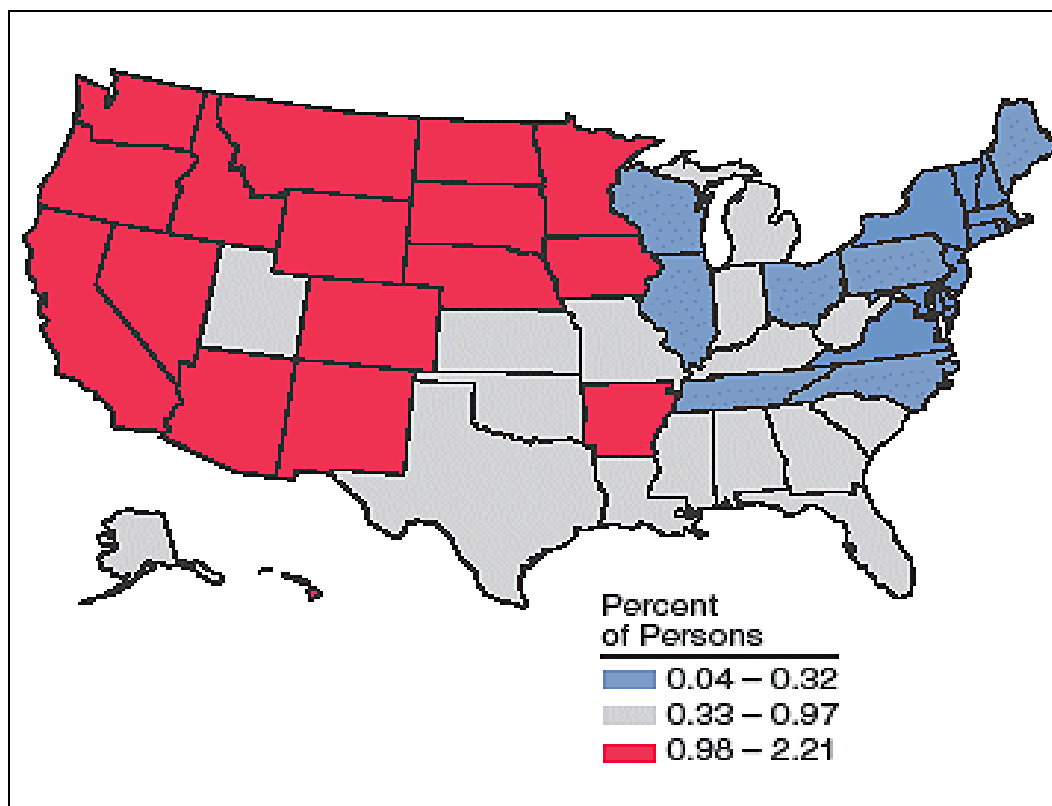 Percent
of Persons
0.04 – 0.32
0.33 – 0.97
0.98 – 2.21